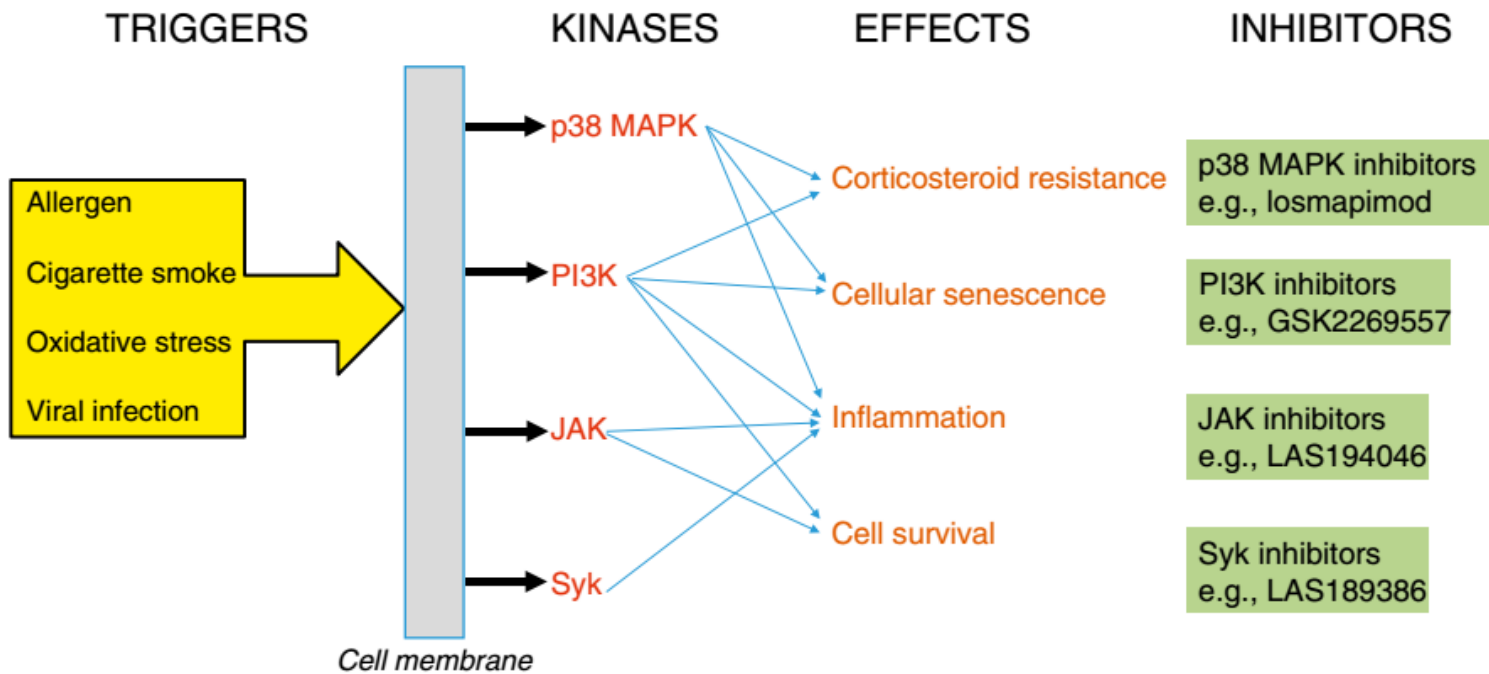 TRIGGERS
KINASES
EFFECTS
INHIBITORS
Allergen
Cigarette smoke
Oxidative stress
Viral infection
Cell membrane
p38 MAPK
PI3K
JAK
Syk
Corticosteroid resistance
Cellular senescence
Inflammation
Cell survival
p38 MAPK inhibitors
e.g., losmapimod
PI3K inhibitors
e.g., GSK2269557
JAK inhibitors
e.g., LAS194046
Syk inhibitors
e.g., LAS189386